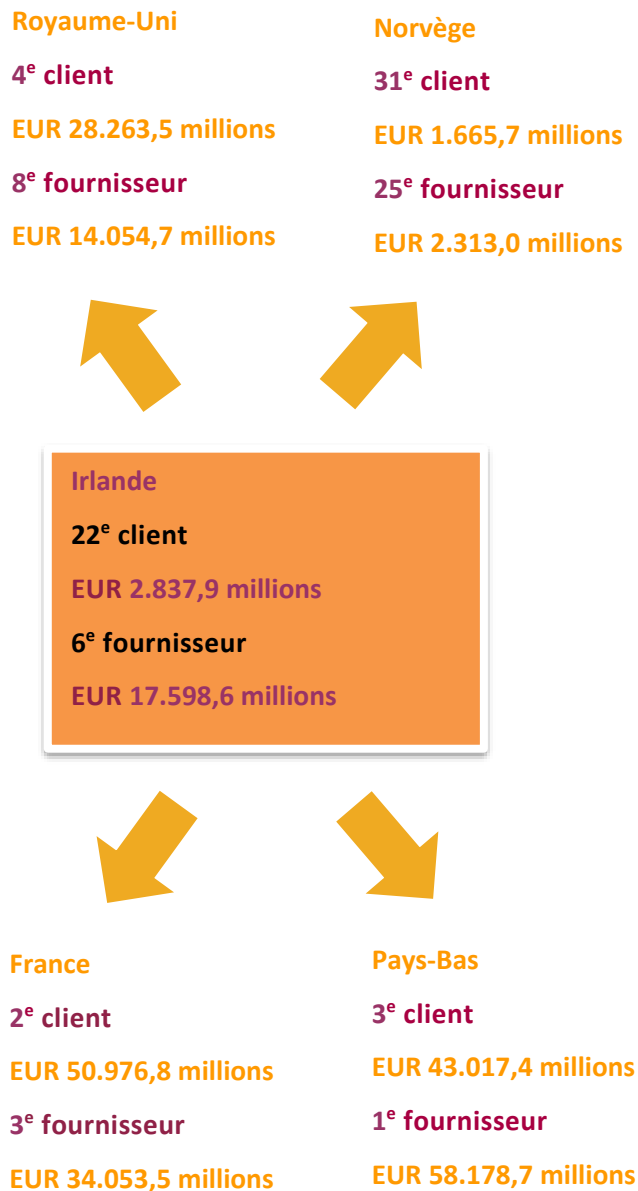 Royaume-Uni
4e client
EUR 28.263,5 millions
8e fournisseur
EUR 14.054,7 millions
Norvège
31e client
EUR 1.665,7 millions
25e fournisseur
EUR 2.313,0 millions
Irlande
22e client
EUR 2.837,9 millions
6e fournisseur
EUR 17.598,6 millions
France
2e client
EUR 50.976,8 millions
3e fournisseur
EUR 34.053,5 millions
Pays-Bas
3e client
EUR 43.017,4 millions
1e fournisseur
EUR 58.178,7 millions